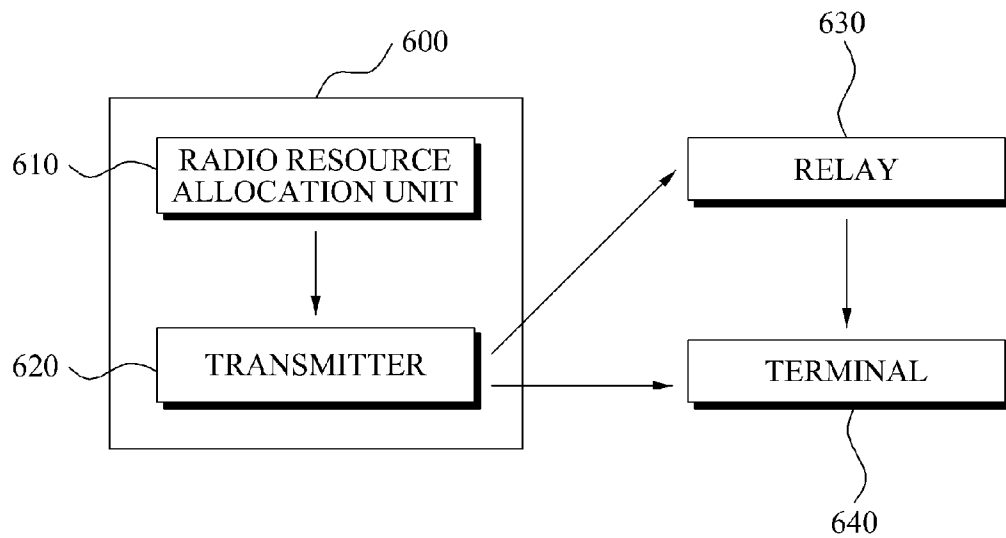 600
630
610
RADIO RESOURCE
ALLOCATION UNIT
RELAY
620
TRANSMITTER
TERMINAL
640